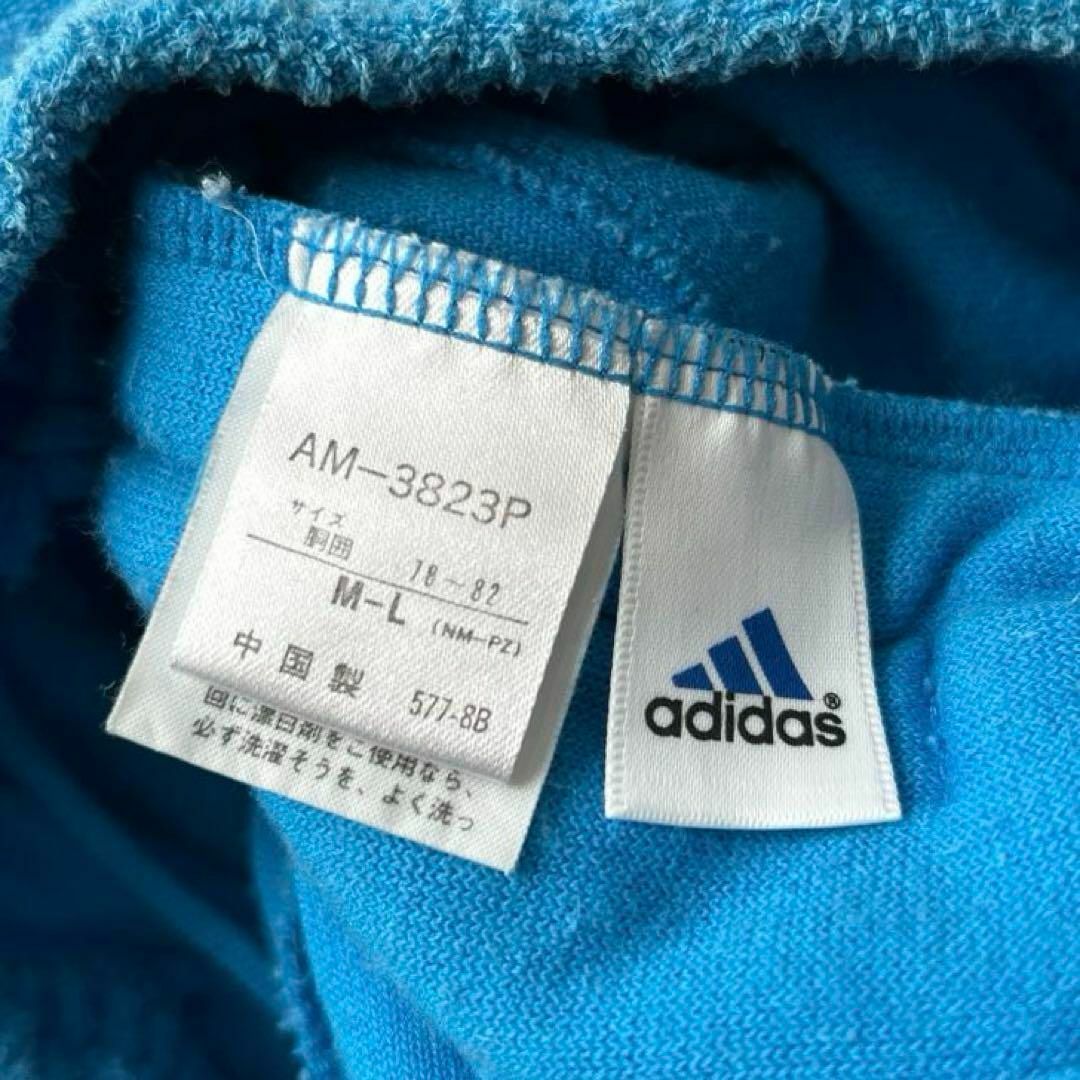 AM-3823P
サイズ
胴囲 78~82
M-L (NM-PZ)
中国製 577-8B
回に漂白剤をご使用なら、
必ず洗濯そうを、よく洗っ
adidas®